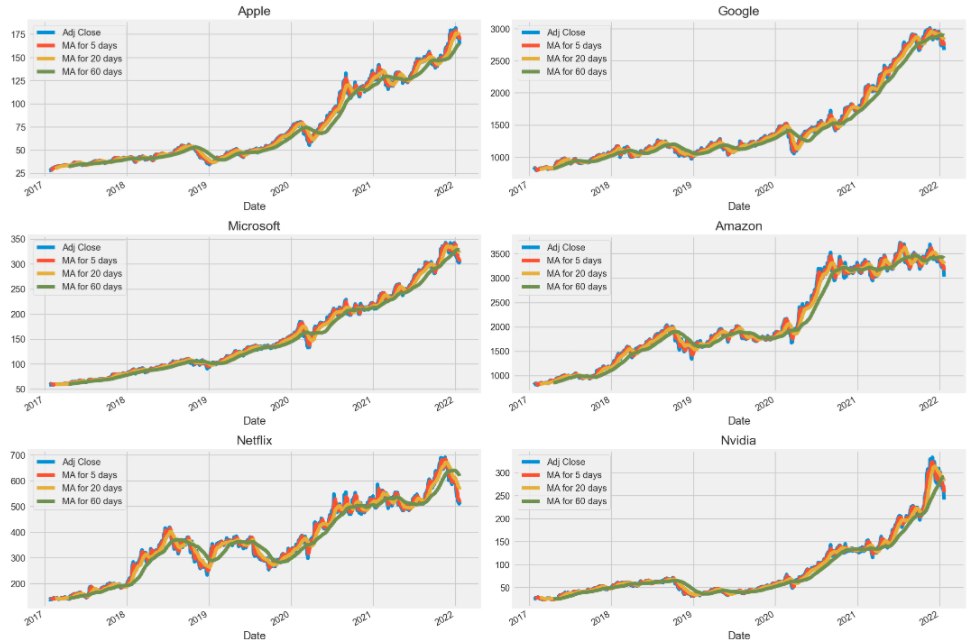 Apple
Adj Close
MA for 5 days
MA for 20 days
MA for 60 days
175
150
125
100
75
50
25
2017
2018
2019
2020
2021
2022
Date
Google
Adj Close
MA for 5 days
MA for 20 days
MA for 60 days
3000
2500
2000
1500
1000
2017
2018
2019
2020
2021
2022
Date
Microsoft
Adj Close
MA for 5 days
MA for 20 days
MA for 60 days
350
300
250
200
150
100
50
2017
2018
2019
2020
2021
2022
Date
Amazon
Adj Close
MA for 5 days
MA for 20 days
MA for 60 days
3500
3000
2500
2000
1500
1000
2017
2018
2019
2020
2021
2022
Date
Netflix
Adj Close
MA for 5 days
MA for 20 days
MA for 60 days
700
600
500
400
300
200
2017
2018
2019
2020
2021
2022
Date
Nvidia
Adj Close
MA for 5 days
MA for 20 days
MA for 60 days
300
250
200
150
100
50
2017
2018
2019
2020
2021
2022
Date